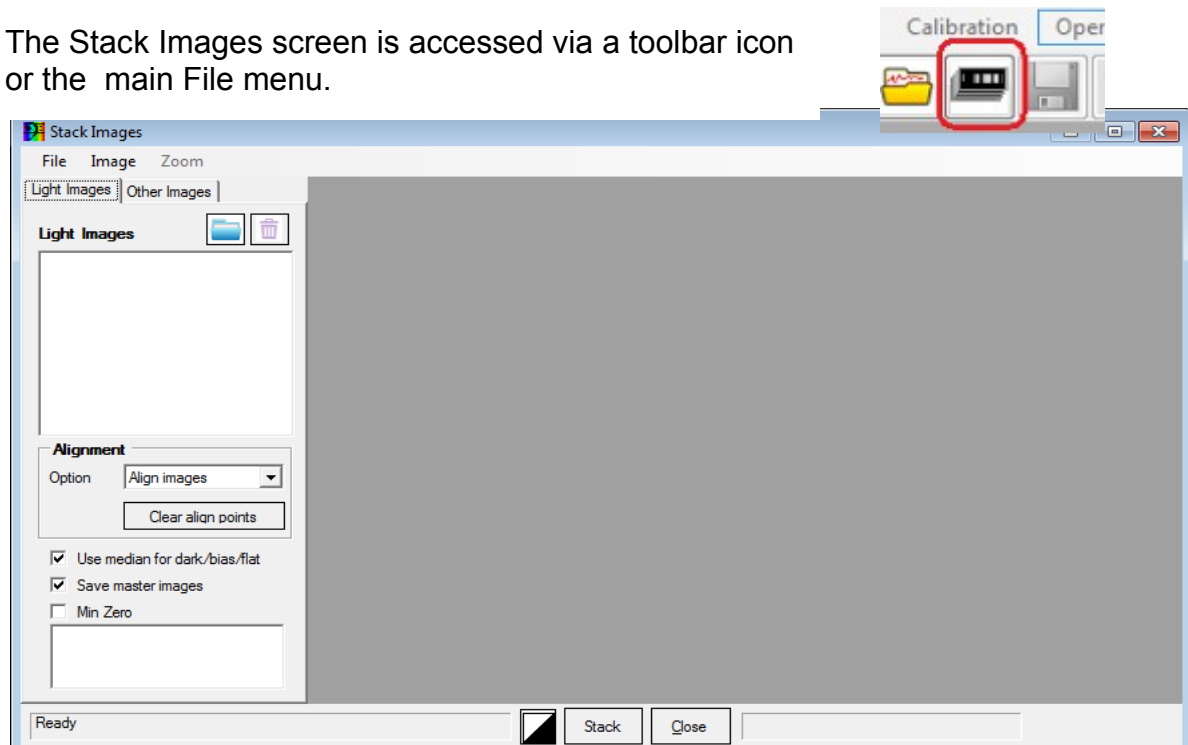 The Stack Images screen is accessed via a toolbar icon
or the main File menu.
Calibration
Stack Images
File Image Zoom
Light Images Other Images
Light Images
Alignment
Option Align images
Clear align points
Use median for dark/bias/flat
Save master images
Min Zero
Ready Stack Close